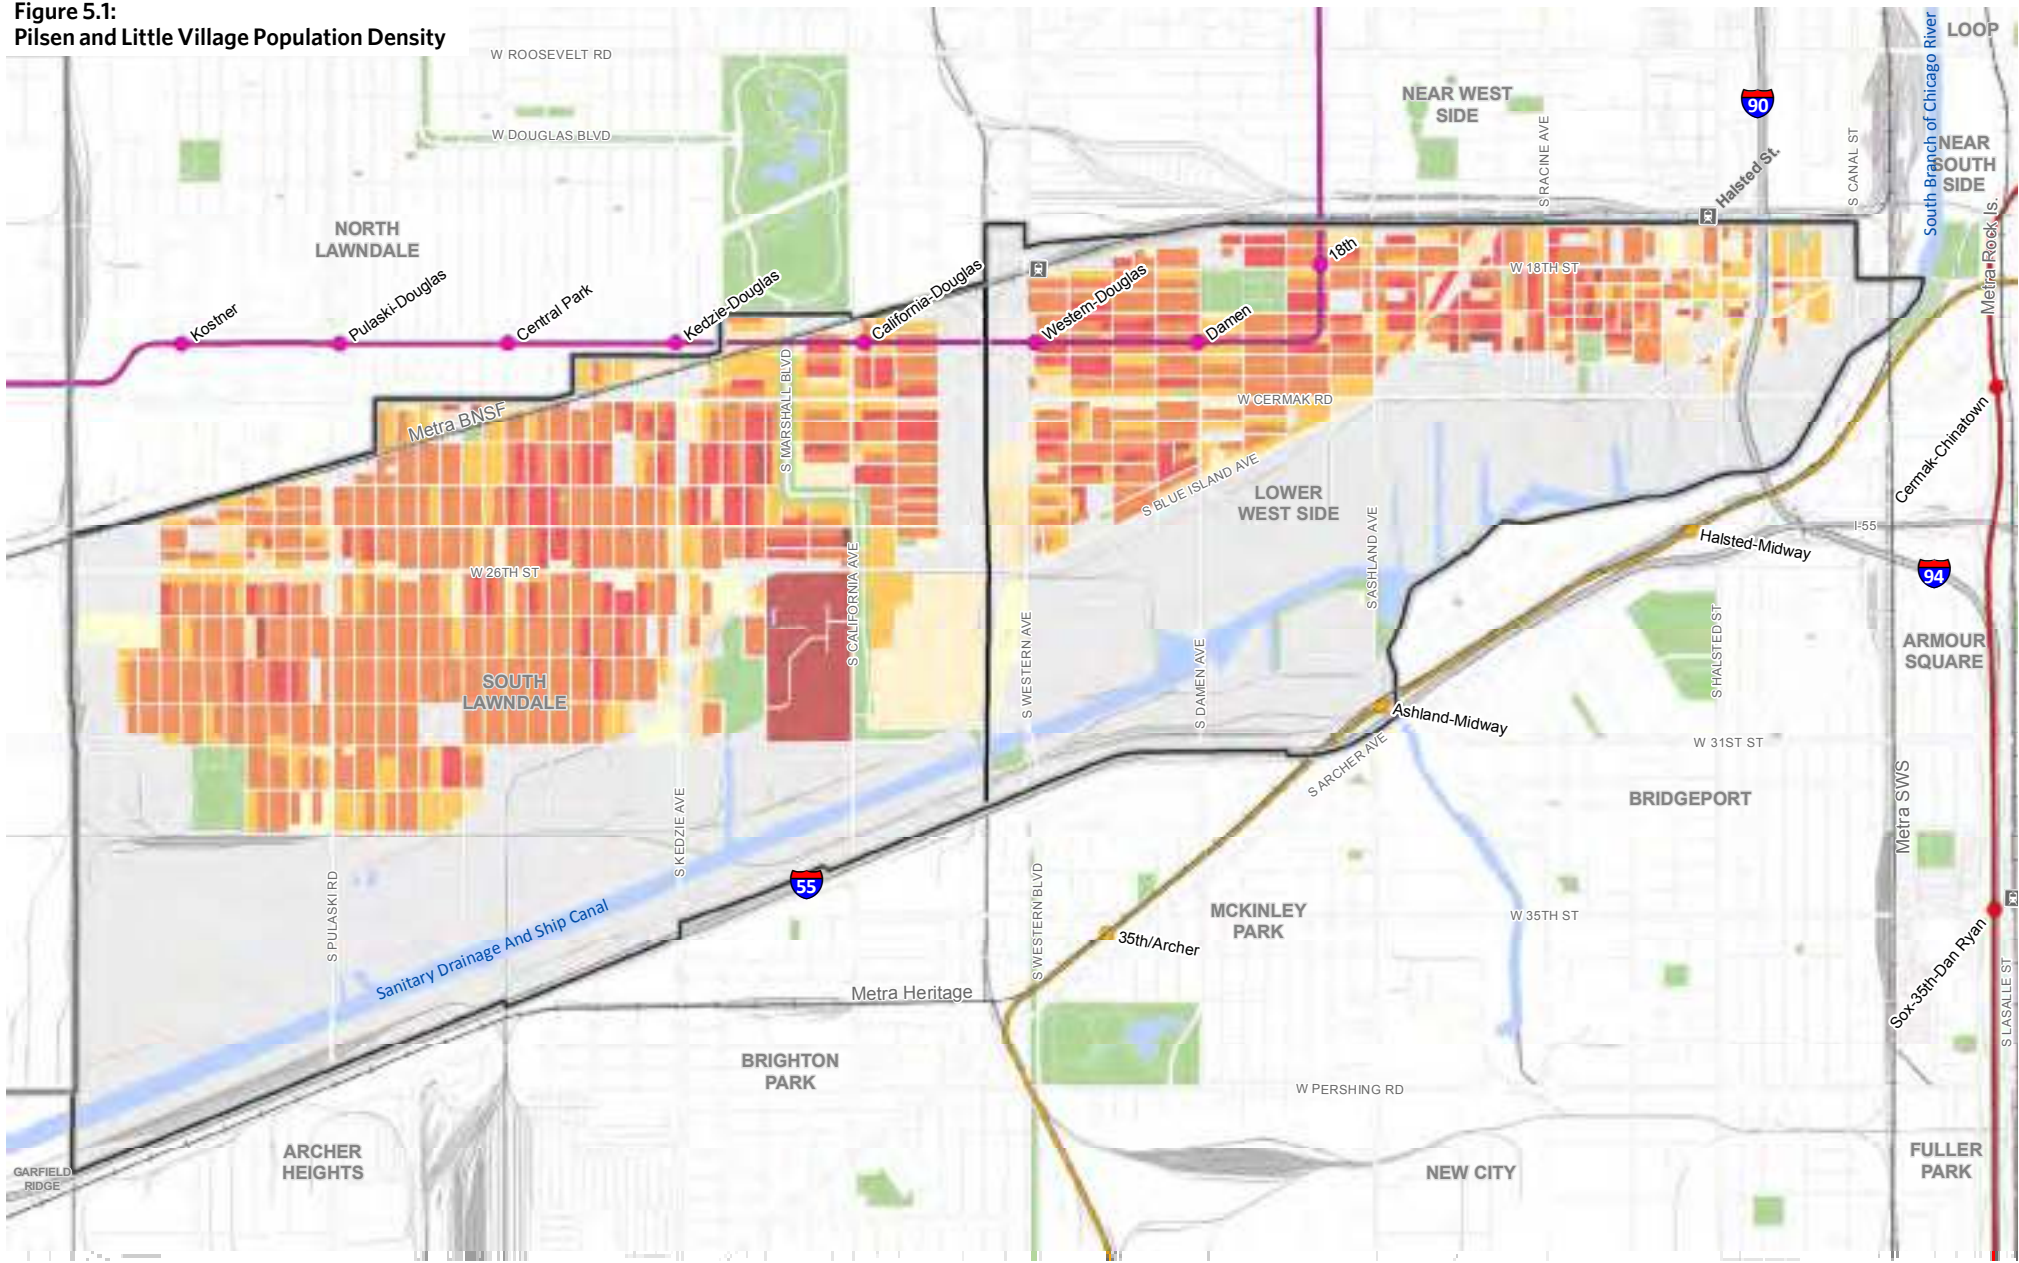 Figure 5.1:
Pilsen and Little Village Population Density
W ROOSEVELT RD
LOOP
NEAR WEST
SIDE
90
S RACINE AVE
S CANAL ST
South Branch of Chicago River
W DOUGLAS BLVD
NEAR
SOUTH
SIDE
Halsted St.
NORTH
LAWNDALE
Metra Rock Is.
18th
W 18TH ST
Kostner
Pulaski-Douglas
Central Park
Kedzie-Douglas
California-Douglas
Western-Douglas
Damen
S MARSHALL BLVD
W CERMAK RD
Metra BNSF
Cermak-Chinatown
S BLUE ISLAND AVE
LOWER
WEST SIDE
S ASHLAND AVE
I-55
Halsted-Midway
94
W 26TH ST
S CALIFORNIA AVE
S WESTERN AVE
S DAMEN AVE
S HALSTED ST
ARMOUR
SQUARE
SOUTH
LAWNDALE
Ashland-Midway
S ARCHER AVE
W 31ST ST
BRIDGEPORT
Metra SWS
S KEDZIE AVE
S PULASKI RD
55
S WESTERN BLVD
MCKINLEY
PARK
W 35TH ST
35th/Archer
Sanitary Drainage And Ship Canal
Metra Heritage
Sox-35th-Dan Ryan
S LASALLE ST
BRIGHTON
PARK
W PERSHING RD
ARCHER
HEIGHTS
GARFIELD
RIDGE
NEW CITY
FULLER
PARK